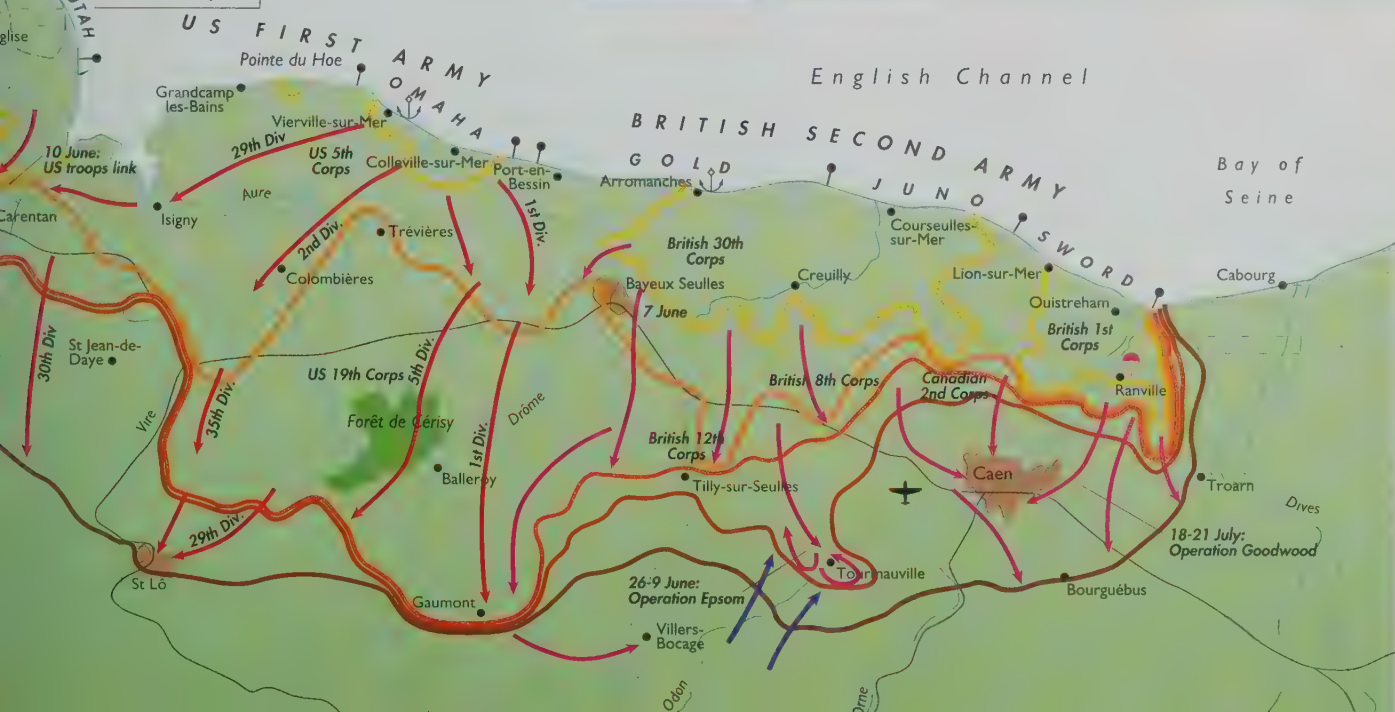 UTAH
glise
US FIRST ARMY
Pointe du Hoe
OMAHA
English Channel
Grandcamp
les-Bains
Vierville-sur-Mer
BRITISH SECOND ARMY
29th Div
10 June:
US troops link
US 5th
Corps
Colleville-sur-Mer
Port-en-
Bessin
GOLD
Arromanches
JUNO
Bay of
Seine
Aure
Isigny
Carentan
1st Div.
2nd Div.
Trévières
British 30th
Corps
Courseulles-
sur-Mer
SWORD
Colombières
Bayeux Seulles
Creuilly
Lion-sur-Mer
Cabourg
7 June
Ouistreham
British 1st
Corps
St Jean-de-
Daye
30th Div
US 19th Corps
5th Div.
35th Div.
British 8th Corps
Canadian
2nd Corps
Ranville
Vire
Forêt de Cérisy
Drôme
1st Div.
British 12th
Corps
Balleroy
Tilly-sur-Seulles
Caen
Troarn
Dives
29th Div.
18-21 July:
Operation Goodwood
St Lô
26-9 June:
Operation Epsom
Tourmauville
Bourguébus
Gaumont
Villers-
Bocage
Odon
Orne